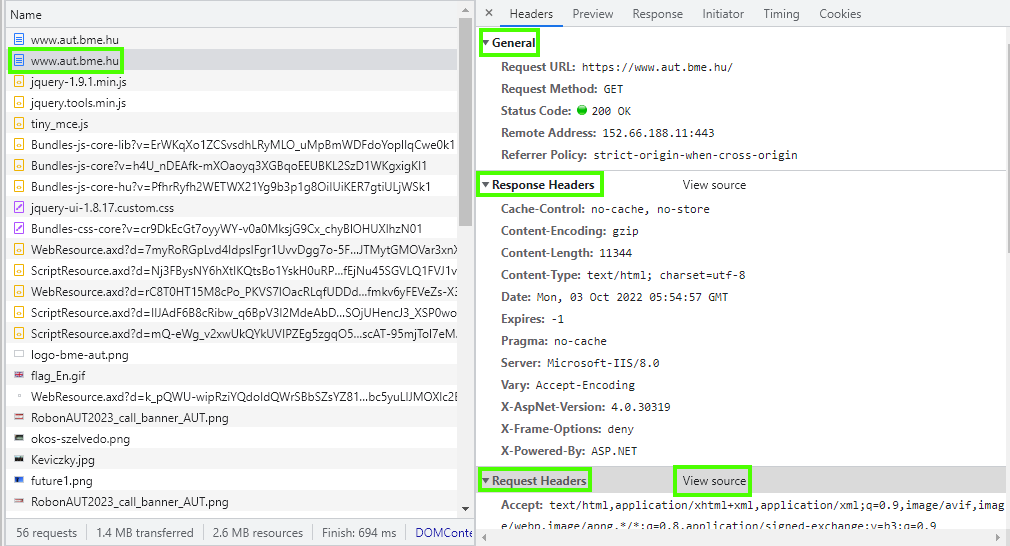 Name
www.aut.bme.hu
www.aut.bme.hu
jquery-1.9.1.min.js
jquery.tools.min.js
tiny_mce.js
Bundles-js-core-lib?v=ErWKqXo1ZCSvsdhLRyMLO_uMpBmWDFdoYopIlqCwe0k1
Bundles-js-core?v=h4U_nDEAfk-mXOaoyq3XGBqoEEUBKL2SzD1WKgxigKI1
Bundles-js-core-hu?v=PfhrRyfh2WETWX21Yg9b3p1g8OiIUiKER7gtiULjWSk1
jquery-ui-1.8.17.custom.css
Bundles-css-core?v=cr9DkEcGt7oyyWY-v0a0MksjG9Cx_chyBIOHUXlhzN01
WebResource.axd?d=7myRoRGpLvd4IdpsIFgr1UvvDgg7o-5F…JTMytGMOVar3xnX
ScriptResource.axd?d=Nj3FBysNY6hXtIKQtsBo1YskH0uRP…fEjNu45SGVLQ1FVJ1v
WebResource.axd?d=rC8T0HT15M8cPo_PKVS7IOacRLqfUDDd…fmkv6yFEVeZs-X3
ScriptResource.axd?d=IIJAdF6B8cRibw_q6BpV3I2MdeAbD…SOjUHencJ3_XSP0wo
ScriptResource.axd?d=mQ-eWg_v2xwUkQYkUVIPZEg5zgqO5…scAT-95mjToI7eM
logo-bme-aut.png
flag_En.gif
WebResource.axd?d=k_pQWU-wipRziYQdoIdQWrSBbSZsYZ81…bc5yuLIJMOXlc2E
RobonAUT2023_call_banner_AUT.png
okos-szelvedo.png
Keviczky.jpg
future1.png
RobonAUT2023_call_banner_AUT.png
56 requests 1.4 MB transferred 2.6 MB resources Finish: 694 ms DOMConte
× Headers Preview Response Initiator Timing Cookies
General
Request URL: https://www.aut.bme.hu/
Request Method: GET
Status Code: 200 OK
Remote Address: 152.66.188.11:443
Referrer Policy: strict-origin-when-cross-origin
Response Headers View source
Cache-Control: no-cache, no-store
Content-Encoding: gzip
Content-Length: 11344
Content-Type: text/html; charset=utf-8
Date: Mon, 03 Oct 2022 05:54:57 GMT
Expires: -1
Pragma: no-cache
Server: Microsoft-IIS/8.0
Vary: Accept-Encoding
X-AspNet-Version: 4.0.30319
X-Frame-Options: deny
X-Powered-By: ASP.NET
Request Headers View source
Accept: text/html,application/xhtml+xml,application/xml;q=0.9,image/avif,imag
e/webp,image/apng,*/*;q=0.8,application/signed-exchange;v=b3;q=0.9